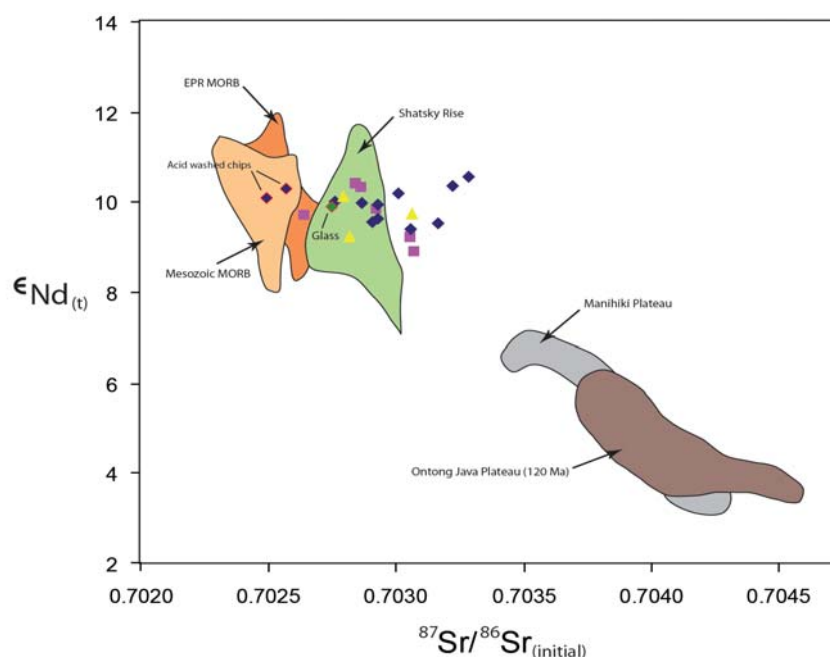 14
EPR MORB
12
Shatsky Rise
Acid washed chips
10
Glass
Mesozoic MORB
ϵNd(t)
8
Manihiki Plateau
6
Ontong Java Plateau (120 Ma)
4
2
0.7020 0.7025 0.7030 0.7035 0.7040 0.7045
87Sr/86Sr(initial)